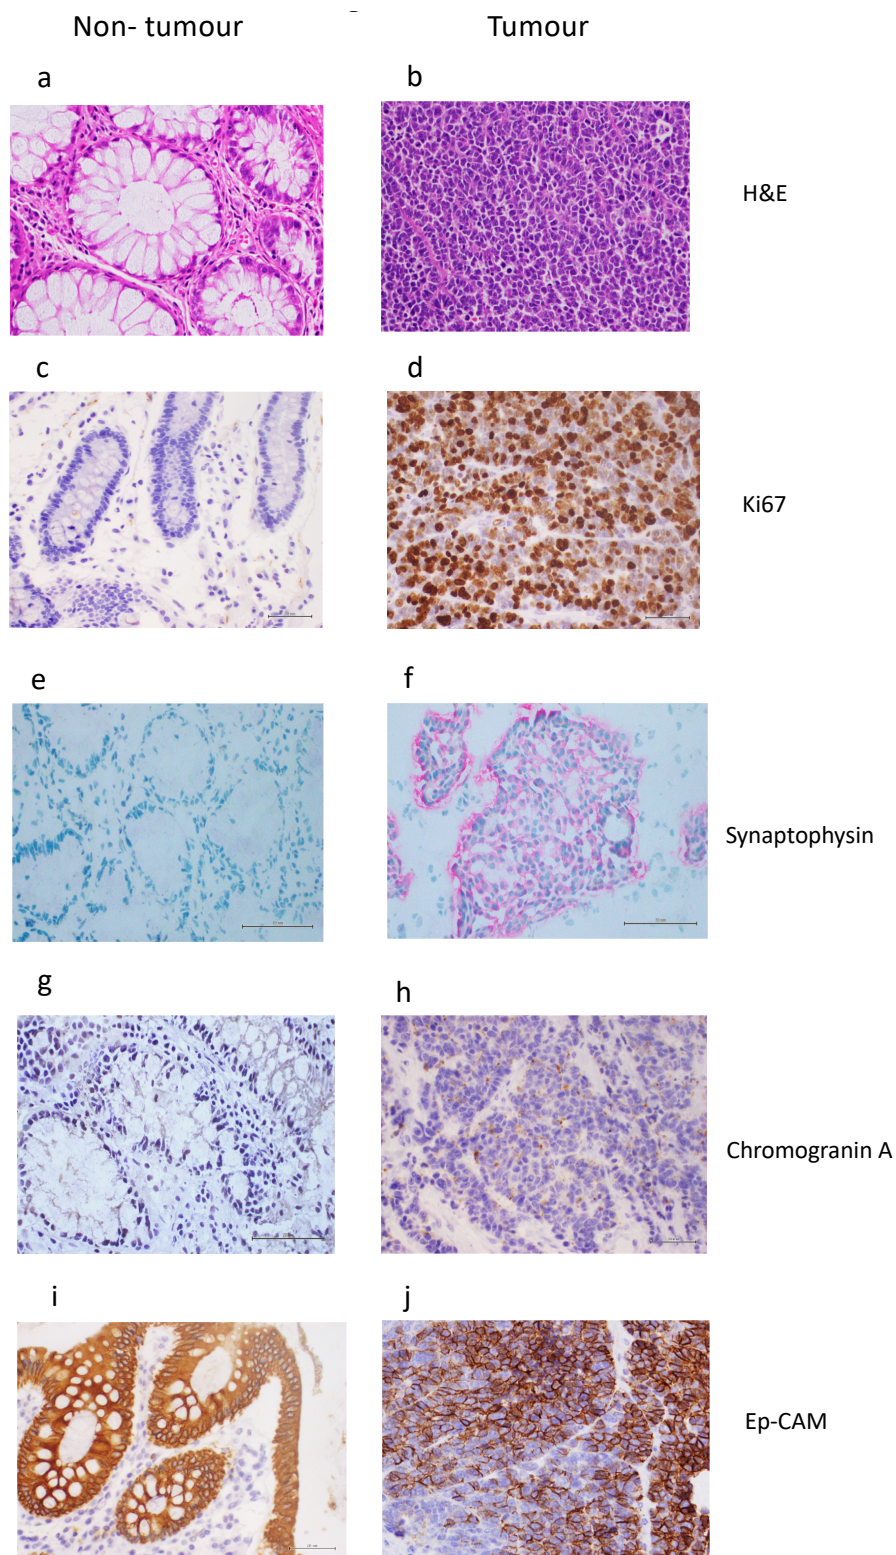 Non- tumour Tumour
a b
H&E
c d
Ki67
e f
Synaptophysin
g h
Chromogranin A
i j
Ep-CAM